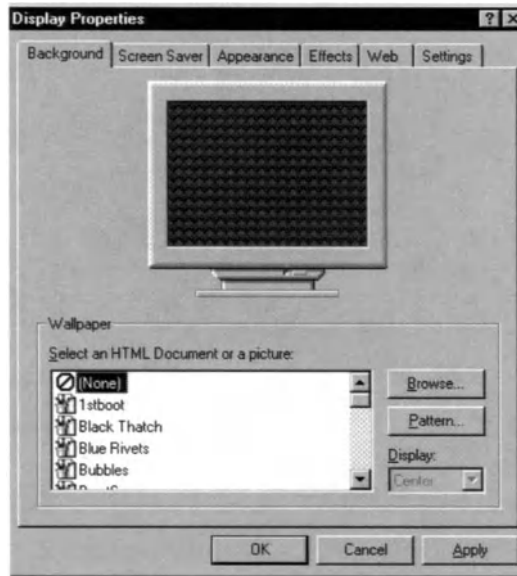 Display Properties
Background Screen Saver Appearance Effects Web Settings
Wallpaper
Select an HTML Document or a picture:
(None)
1stboot
Black Thatch
Blue Rivets
Bubbles
Browse...
Pattern...
Display:
Center
OK Cancel Apply